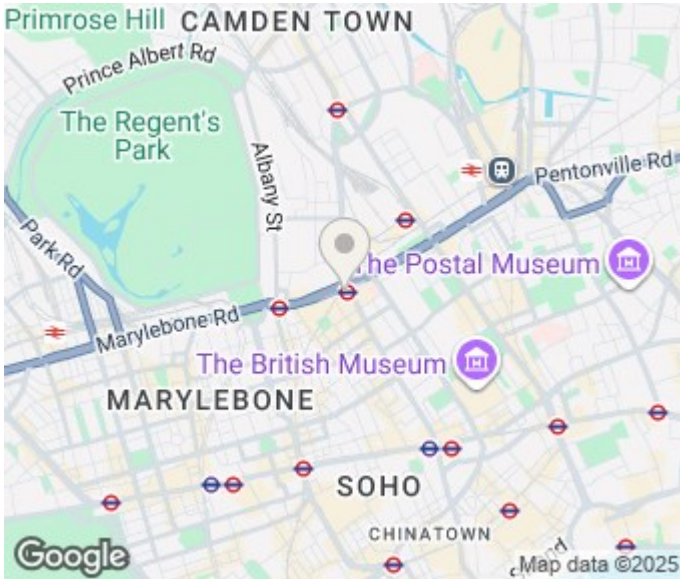 Primrose Hill
CAMDEN TOWN
Prince Albert Rd
The Regent's
Park
Albany St
Pentonville Rd
Park Rd
The Postal Museum
Marylebone Rd
The British Museum
MARYLEBONE
SOHO
CHINATOWN
Google
Map data ©2025